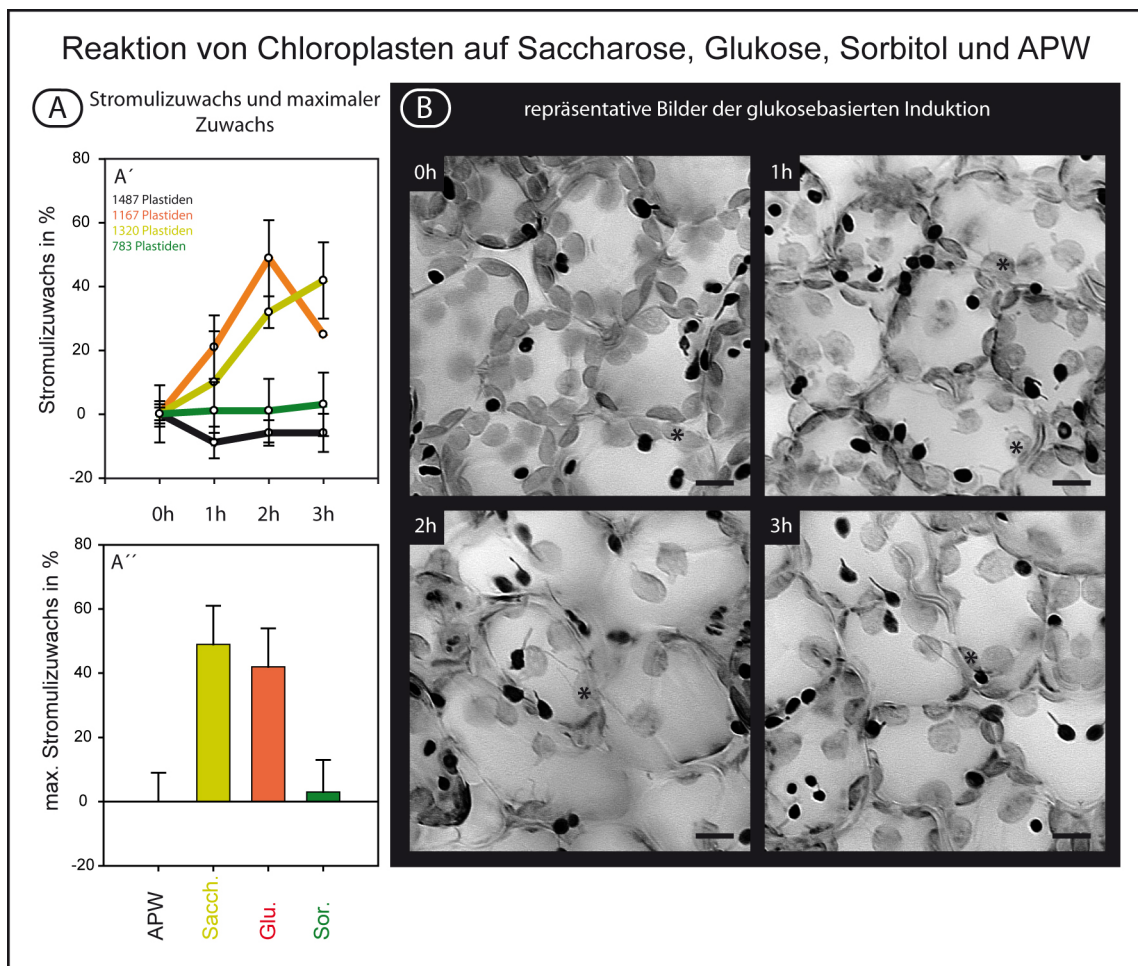 Reaktion von Chloroplasten auf Saccharose, Glukose, Sorbitol und APW
A
Stromulizuwachs und maximaler
Zuwachs
80
60
40
20
0
-20
Stromulizuwachs in %
A´
1487 Plastiden
1167 Plastiden
1320 Plastiden
783 Plastiden
0h 1h 2h 3h
80
60
40
20
0
-20
max. Stromulizuwachs in %
A´´
APW Sacch. Glu. Sor.
B
repräsentative Bilder der glukosebasierten Induktion
0h
*
1h
*
*
2h
*
3h
*